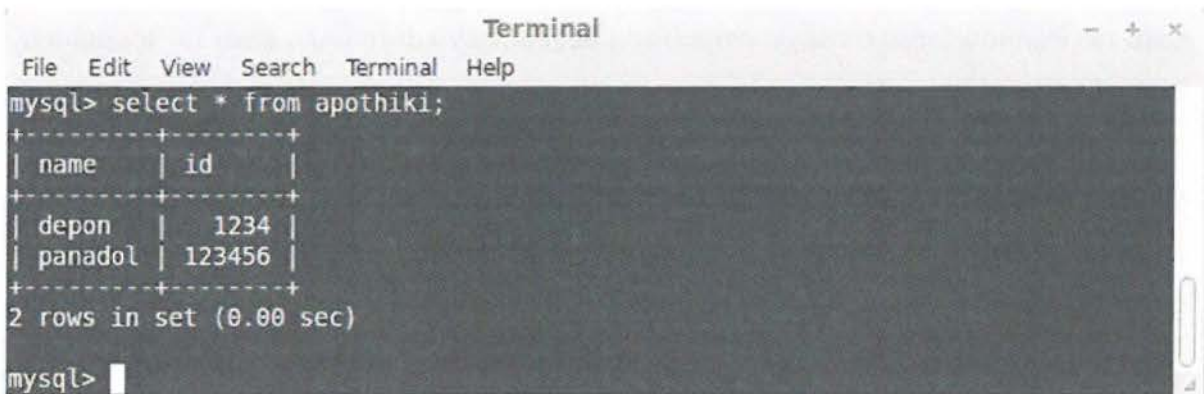 Terminal
File Edit View Search Terminal Help
mysql> select * from apothiki;
+---------+--------+
| name    | id     |
+---------+--------+
| depon   |   1234 |
| panadol | 123456 |
+---------+--------+
2 rows in set (0.00 sec)
mysql>